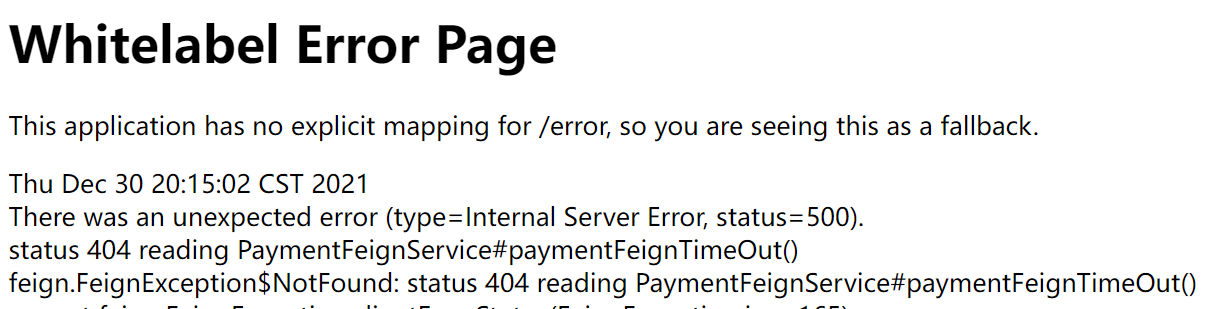 Whitelabel Error Page
This application has no explicit mapping for /error, so you are seeing this as a fallback.
Thu Dec 30 20:15:02 CST 2021
There was an unexpected error (type=Internal Server Error, status=500).
status 404 reading PaymentFeignService#paymentFeignTimeOut()
feign.FeignException$NotFound: status 404 reading PaymentFeignService#paymentFeignTimeOut()